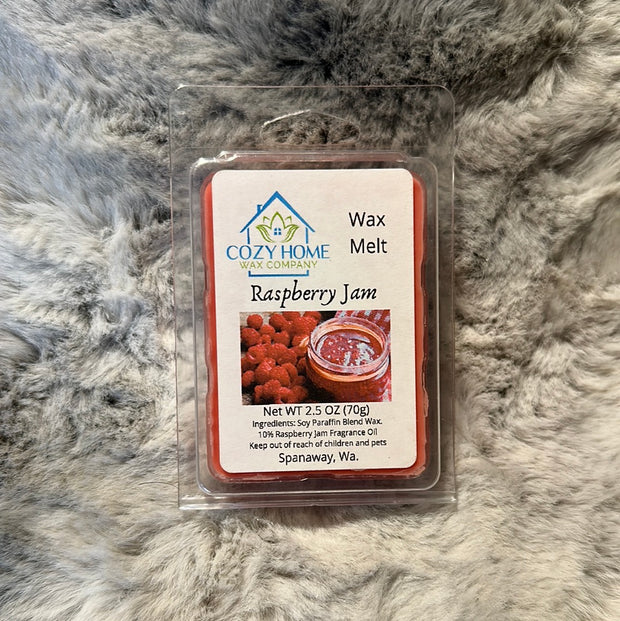 Wax
Melt
COZY HOME
WAX COMPANY
Raspberry Jam
Net WT 2.5 OZ (70g)
Ingredients: Soy Paraffin Blend Wax.
10% Raspberry Jam Fragrance Oil
Keep out of reach of children and pets
Spanaway, Wa.